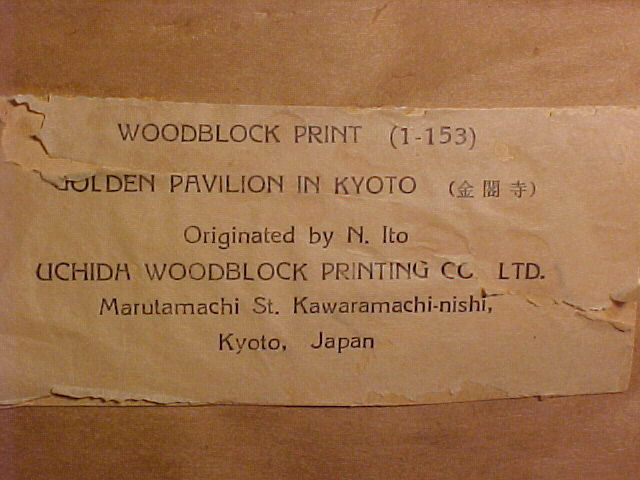 WOODBLOCK PRINT (1-153)
GOLDEN PAVILION IN KYOTO (金閣寺)
Originated by N. Ito
UCHIDA WOODBLOCK PRINTING CO. LTD.
Marutamachi St. Kawaramachi-nishi,
Kyoto, Japan